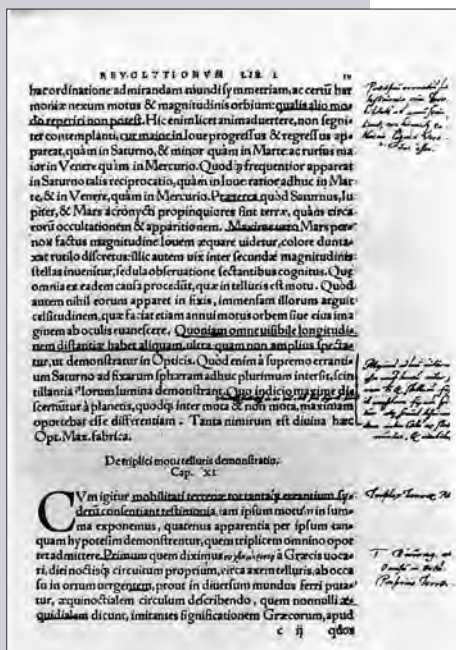 REVOLVTIONVM LIB. I. 10
hac ordinatione admirandam mundi symmetriam, ac certũ har
moniæ nexum motus & magnitudinis orbium: qualis alio mo
do reperiri non potest. Hic enim licet animaduertere, non segni
ter contemplanti, cur maior in Ioue progressus & regressus ap
pareat, quàm in Saturno, & minor quàm in Marte: ac rursus ma
ior in Venere quàm in Mercurio. Quodq̃ frequentior appareat
in Saturno talis reciprocatio, quàm in Ioue: rarior adhuc in Mar
te, & in Venere, quàm in Mercurio. Præterea quòd Saturnus, Iu
piter, & Mars acronycti propinquiores sint terræ, quàm circa
eorũ occultationem & apparitionem. Maxime uero Mars per
nox factus magnitudine Iouem æquare uidetur, colore dunta
xat rutilo discretus: illic autem uix inter secundæ magnitudinis
stellas inuenitur, sedula obseruatione sectantibus cognitus. Quę
omnia ex eadem causa procedũt, quæ in telluris est motu. Quòd
autem nihil eorum apparet in fixis, immensam illorum arguit
celsitudinem, quæ faciat etiam annui motus orbem siue eius ima
ginem ab oculis euanescere. Quoniam omne uisibile longitudi
nem distantiæ habet aliquam, ultra quam non amplius specta
tur, ut demonstratur in Opticis. Quòd enim à supremo errantiũ
Saturno ad fixarum sphæram adhuc plurimum intersit, scin
tillantia illorum lumina demonstrant. Quo indicio maxime dis
cernuntur à planetis, quodq̃ inter mota & non mota, maximam
oportebat esse differentiam. Tanta nimirum est diuina hæc
Opt. Max. fabrica.
De triplici motu telluris demonstratio.
Cap. XI.
CVm igitur mobilitati terrenæ tot tantaq̃ errantium sy
derũ consentiant testimonia, iam ipsum motum in sum
ma exponemus, quatenus apparentia per ipsum tan
quam hypotesim demonstrentur, quem triplicem omnino opor
tet admittere. Primum quem diximus à Græcis uoca
ri, diei noctisq̃ circuitum proprium, circa axem telluris, ab occa
su in ortum uergentem, prout in diuersum mundus ferri puta
tur, æquinoctialem circulum describendo, quem nonnulli æ
quidialem dicunt, imitantes significationem Græcorum, apud
c ij quos